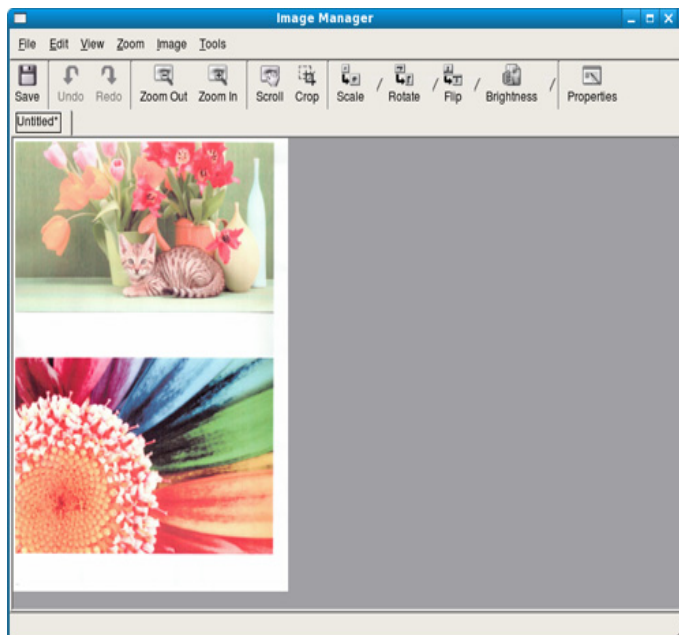 Image Manager
File Edit View Zoom Image Tools
Save Undo Redo Zoom Out Zoom In Scroll Crop Scale / Rotate / Flip / Brightness / Properties
Untitled*